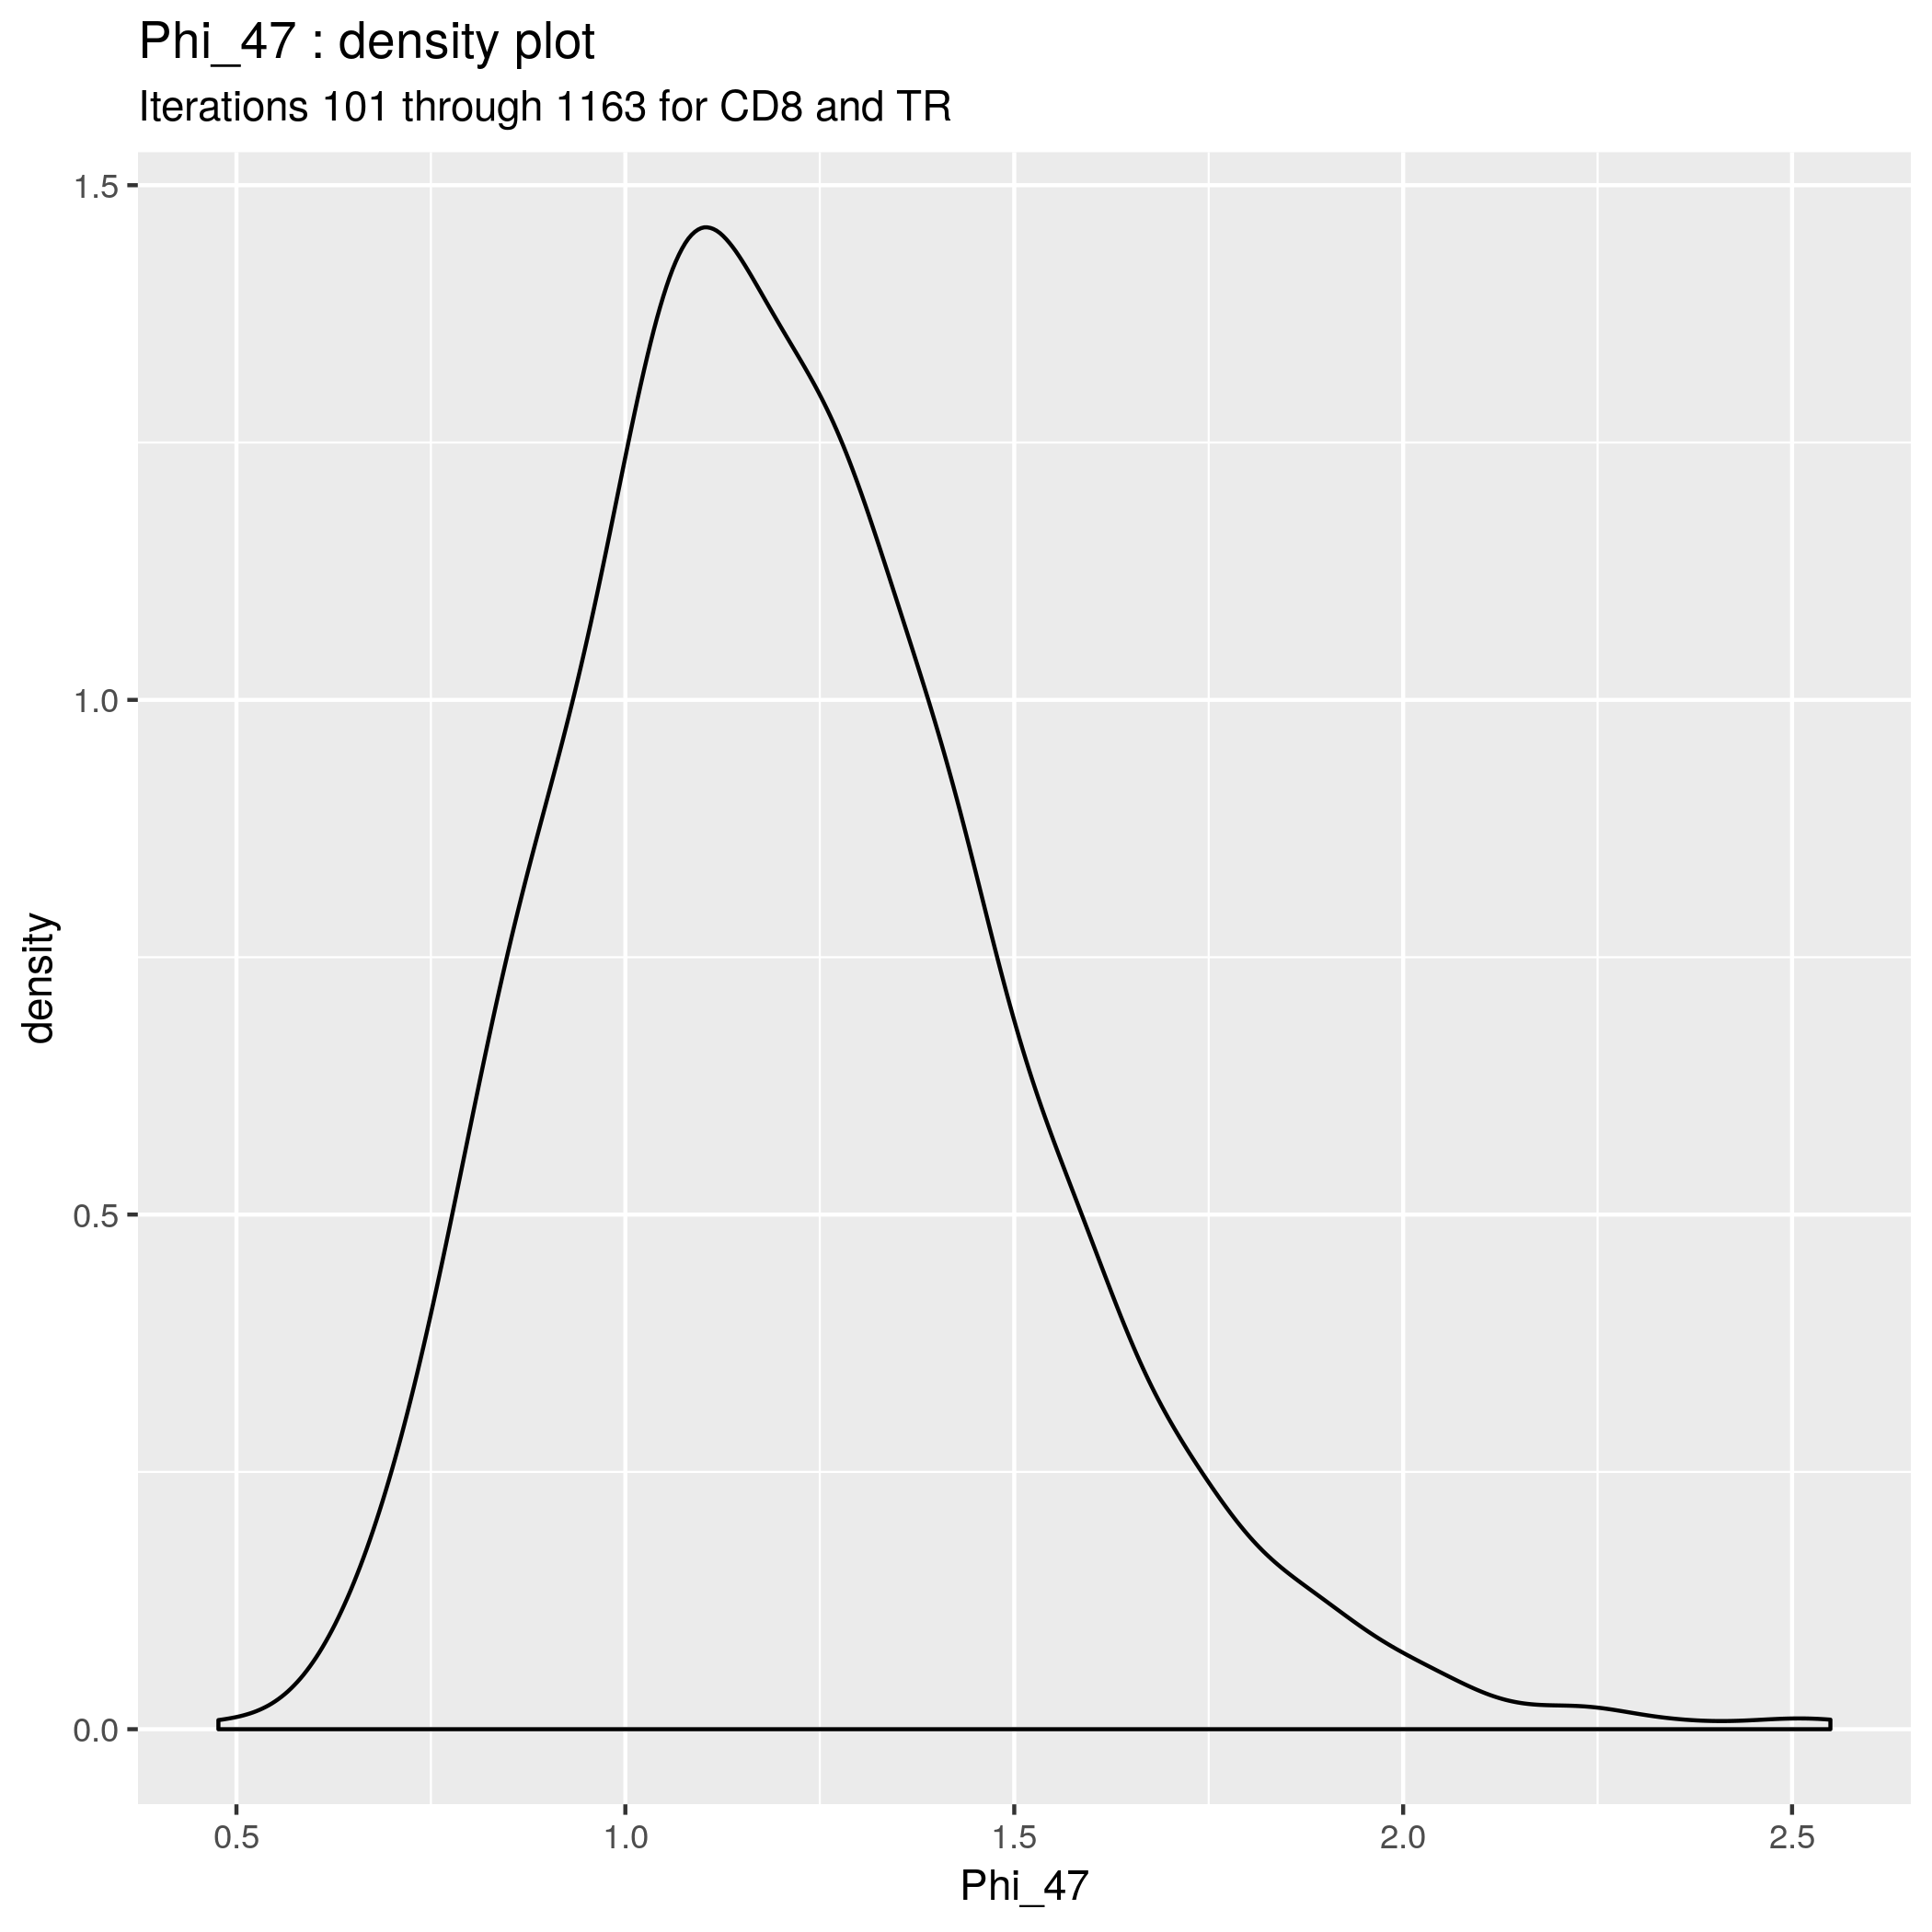 Phi_47 : density plot
Iterations 101 through 1163 for CD8 and TR
1.5
1.0
0.5
0.0
density
0.5 1.0 1.5 2.0 2.5
Phi_47